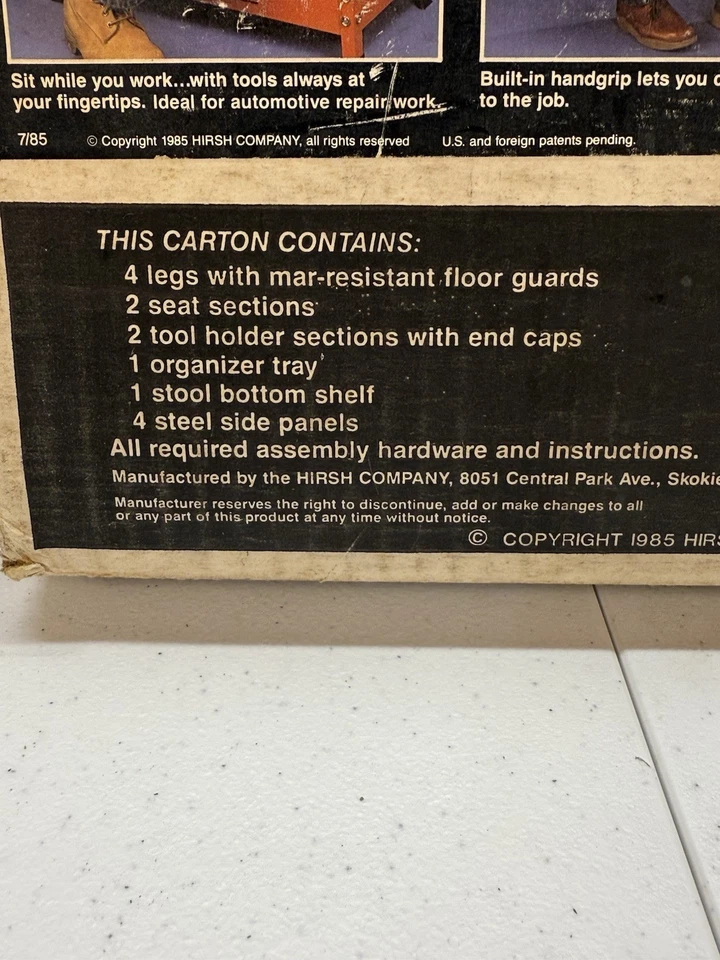 Sit while you work...with tools always at
your fingertips. Ideal for automotive repair work.
Built-in handgrip lets you
to the job.
7/85 © Copyright 1985 HIRSH COMPANY, all rights reserved U.S. and foreign patents pending.
THIS CARTON CONTAINS:
4 legs with mar-resistant floor guards
2 seat sections
2 tool holder sections with end caps
1 organizer tray
1 stool bottom shelf
4 steel side panels
All required assembly hardware and instructions.
Manufactured by the HIRSH COMPANY, 8051 Central Park Ave., Skokie
Manufacturer reserves the right to discontinue, add or make changes to all
or any part of this product at any time without notice.
© COPYRIGHT 1985 HIRS